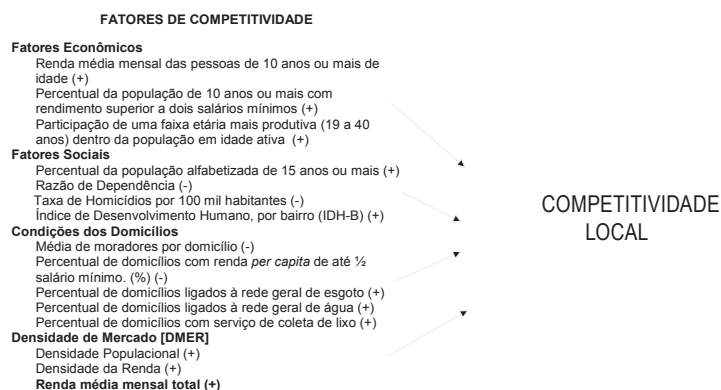 FATORES DE COMPETITIVIDADE
Fatores Econômicos
Renda média mensal das pessoas de 10 anos ou mais de
idade (+)
Percentual da população de 10 anos ou mais com
rendimento superior a dois salários mínimos (+)
Participação de uma faixa etária mais produtiva (19 a 40
anos) dentro da população em idade ativa (+)
Fatores Sociais
Percentual da população alfabetizada de 15 anos ou mais (+)
Razão de Dependência (-)
Taxa de Homicídios por 100 mil habitantes (-)
Índice de Desenvolvimento Humano, por bairro (IDH-B) (+)
Condições dos Domicílios
Média de moradores por domicílio (-)
Percentual de domicílios com renda per capita de até ½
salário mínimo. (%) (-)
Percentual de domicílios ligados à rede geral de esgoto (+)
Percentual de domicílios ligados à rede geral de água (+)
Percentual de domicílios com serviço de coleta de lixo (+)
Densidade de Mercado [DMER]
Densidade Populacional (+)
Densidade da Renda (+)
Renda média mensal total (+)
COMPETITIVIDADE
LOCAL